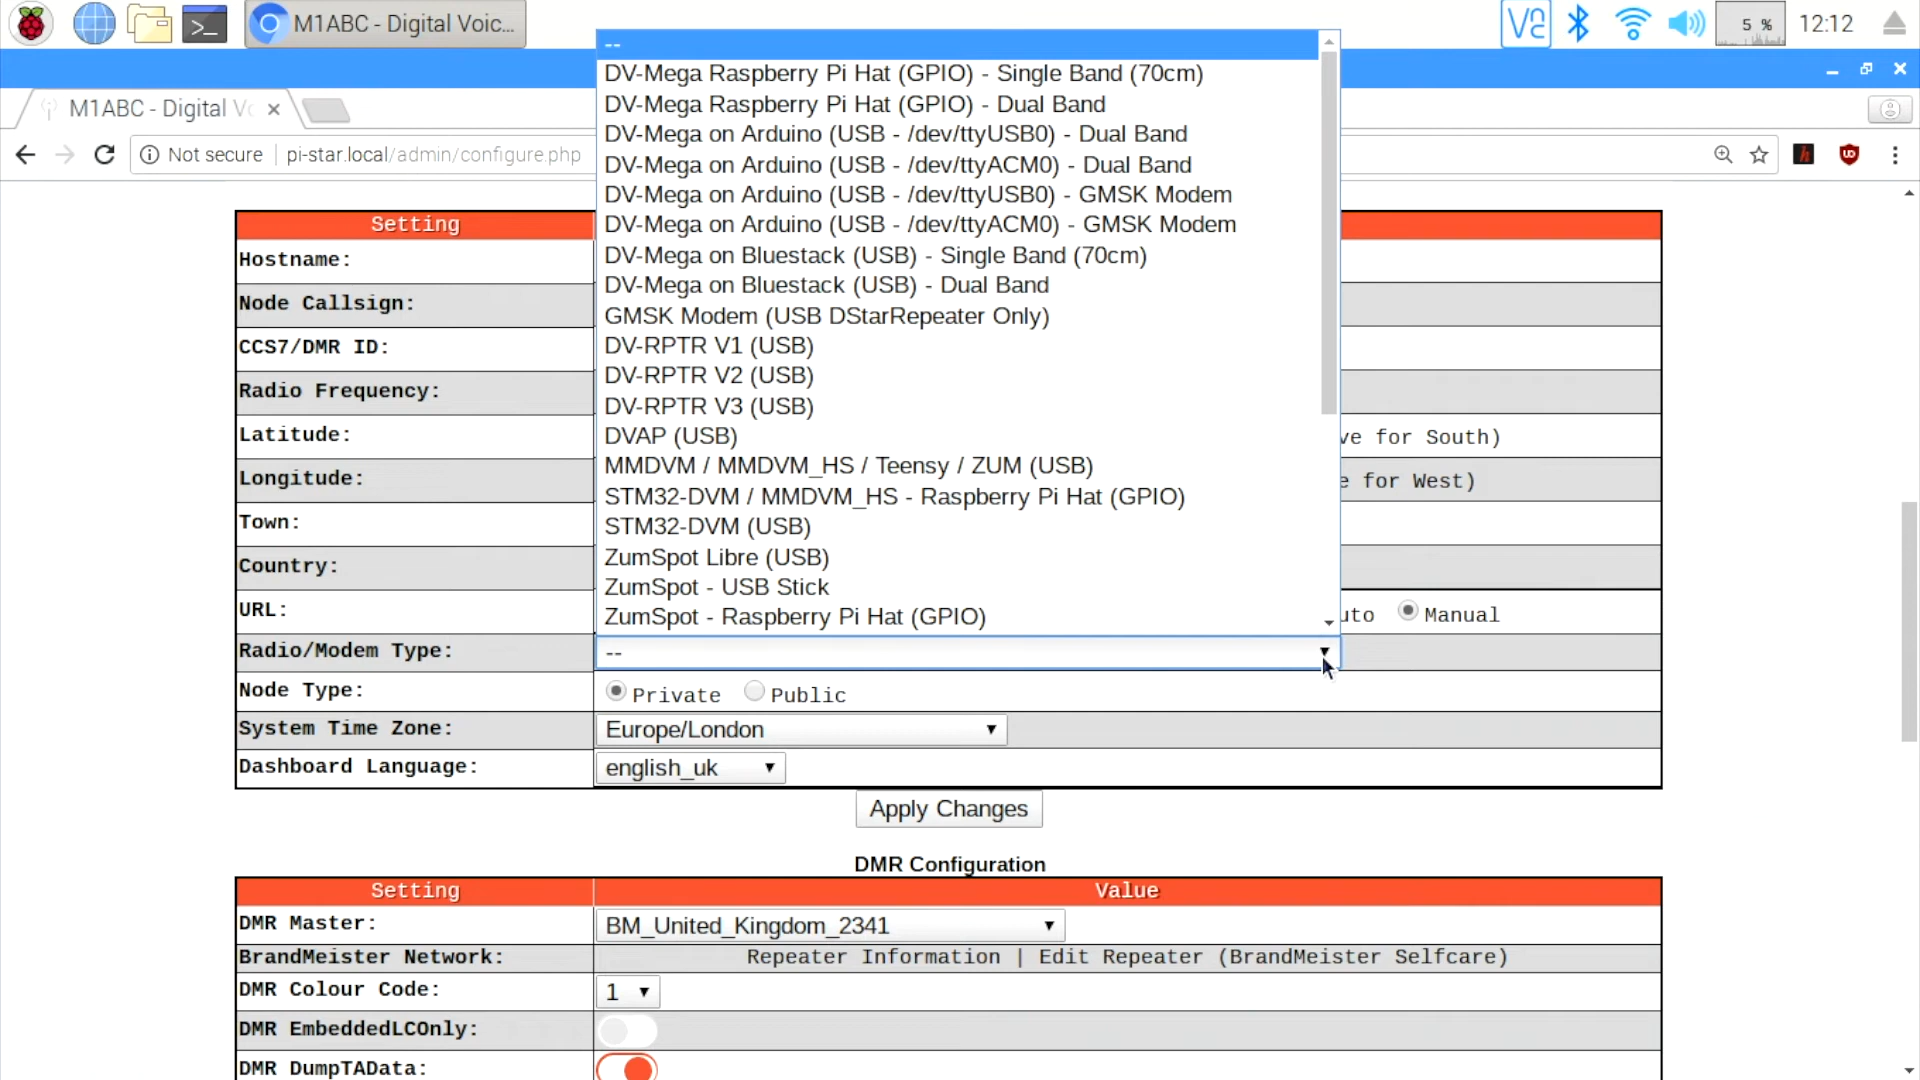 M1ABC - Digital Voic...
V2
5 %
12:12
M1ABC - Digital Vo
Not secure
pi-star.local/admin/configure.php
Setting
Hostname:
Node Callsign:
CCS7/DMR ID:
Radio Frequency:
Latitude:
ve for South)
Longitude:
e for West)
Town:
Country:
URL:
uto Manual
--
DV-Mega Raspberry Pi Hat (GPIO) - Single Band (70cm)
DV-Mega Raspberry Pi Hat (GPIO) - Dual Band
DV-Mega on Arduino (USB - /dev/ttyUSB0) - Dual Band
DV-Mega on Arduino (USB - /dev/ttyACM0) - Dual Band
DV-Mega on Arduino (USB - /dev/ttyUSB0) - GMSK Modem
DV-Mega on Arduino (USB - /dev/ttyACM0) - GMSK Modem
DV-Mega on Bluestack (USB) - Single Band (70cm)
DV-Mega on Bluestack (USB) - Dual Band
GMSK Modem (USB DStarRepeater Only)
DV-RPTR V1 (USB)
DV-RPTR V2 (USB)
DV-RPTR V3 (USB)
DVAP (USB)
MMDVM / MMDVM_HS / Teensy / ZUM (USB)
STM32-DVM / MMDVM_HS - Raspberry Pi Hat (GPIO)
STM32-DVM (USB)
ZumSpot Libre (USB)
ZumSpot - USB Stick
ZumSpot - Raspberry Pi Hat (GPIO)
Radio/Modem Type:
--
Node Type:
Private Public
System Time Zone:
Europe/London
Dashboard Language:
english_uk
Apply Changes
DMR Configuration
Setting
Value
DMR Master:
BM_United_Kingdom_2341
BrandMeister Network:
Repeater Information | Edit Repeater (BrandMeister Selfcare)
DMR Colour Code:
1
DMR EmbeddedLCOnly:
DMR DumpTAData: